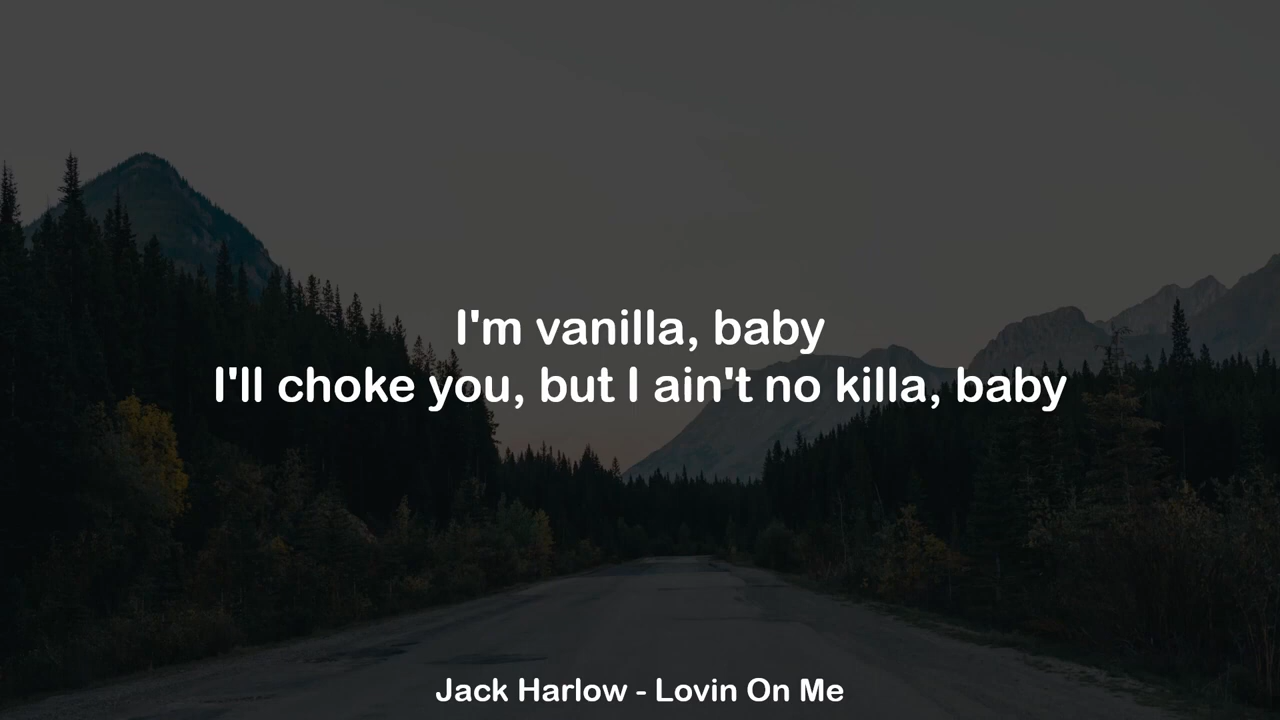 I'm vanilla, baby
I'll choke you, but I ain't no killa, baby
Jack Harlow - Lovin On Me